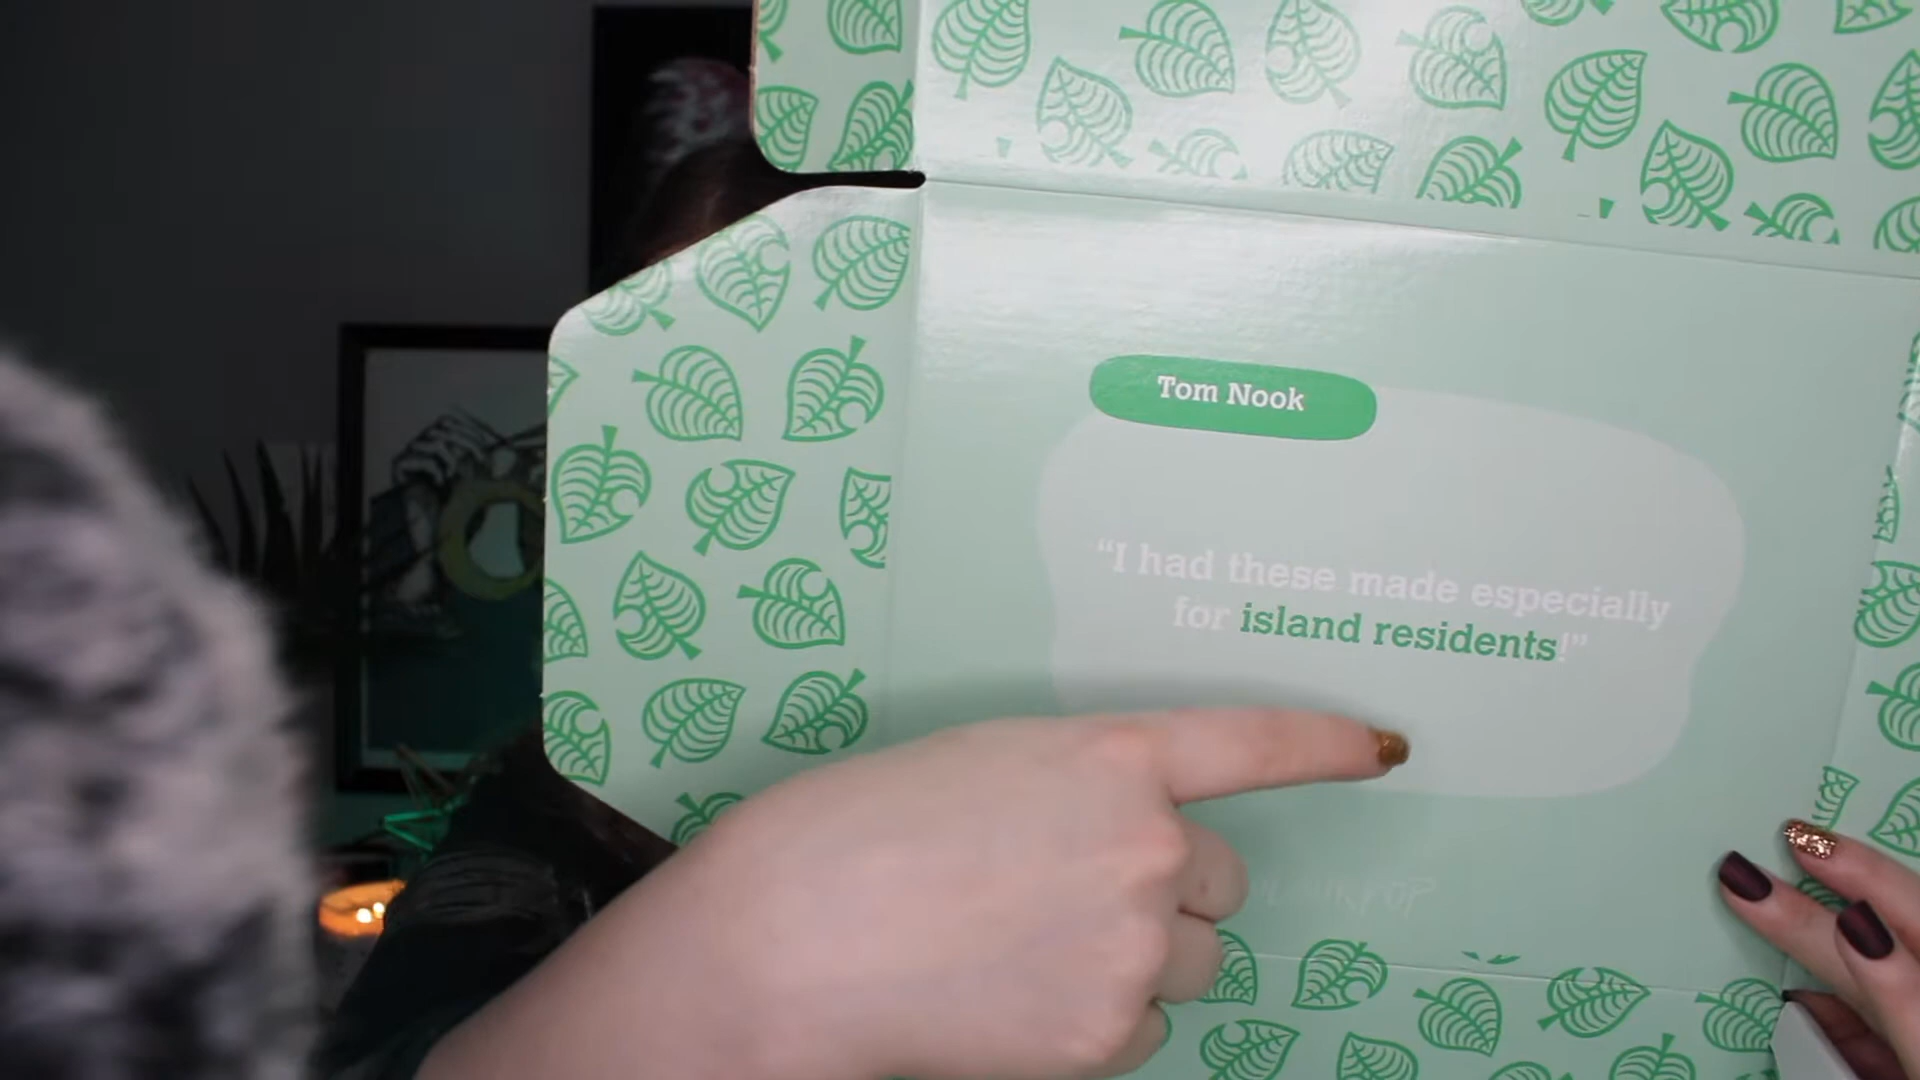 Tom Nook
“I had these made especially
for island residents!”